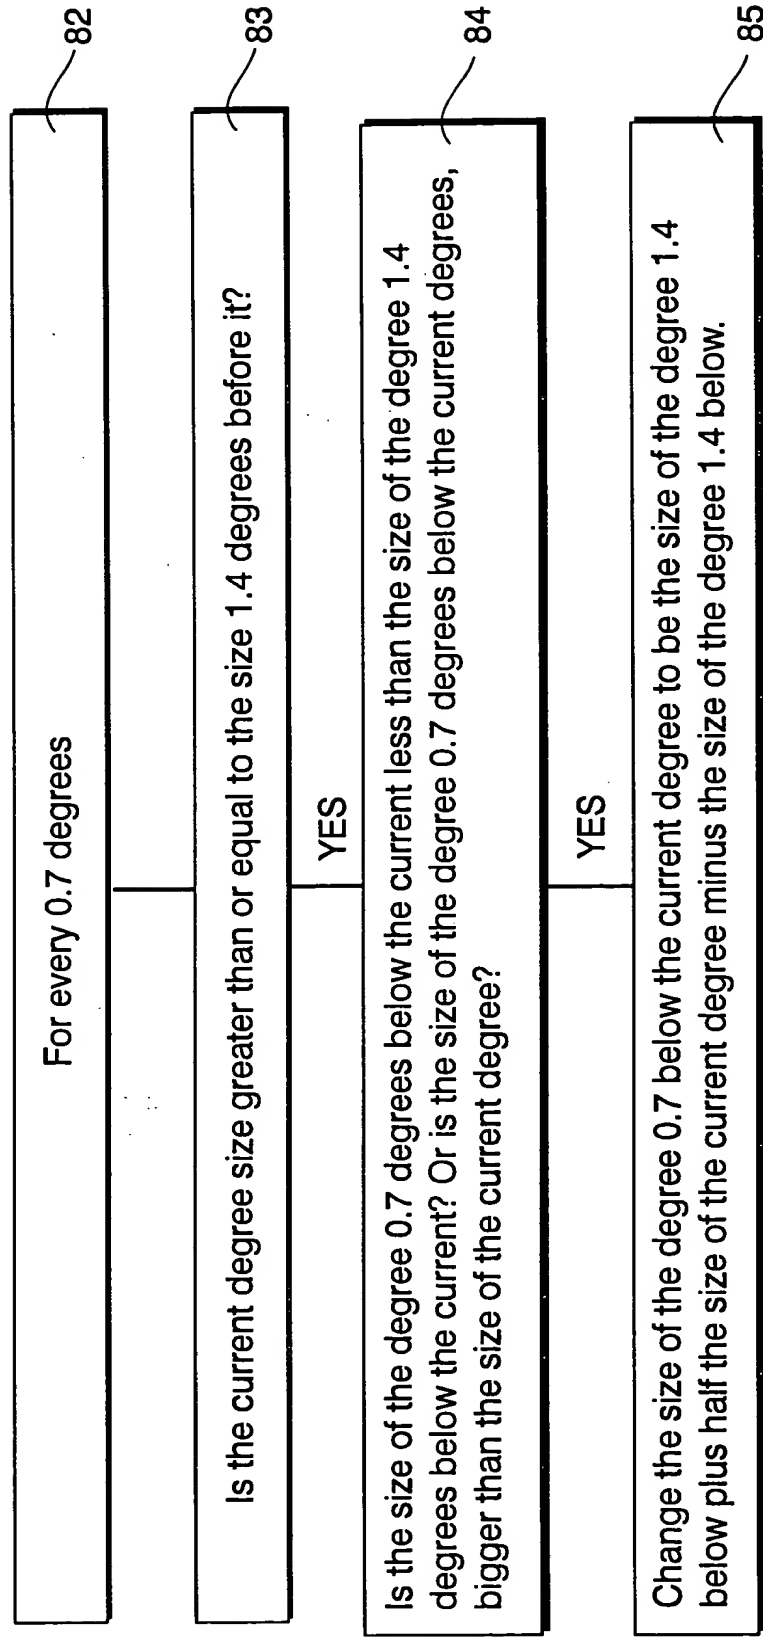 For every 0.7 degrees
82
Is the current degree size greater than or equal to the size 1.4 degrees before it?
83
YES
Is the size of the degree 0.7 degrees below the current less than the size of the degree 1.4
degrees below the current? Or is the size of the degree 0.7 degrees below the current degrees,
bigger than the size of the current degree?
84
YES
Change the size of the degree 0.7 below the current degree to be the size of the degree 1.4
below plus half the size of the current degree minus the size of the degree 1.4 below.
85